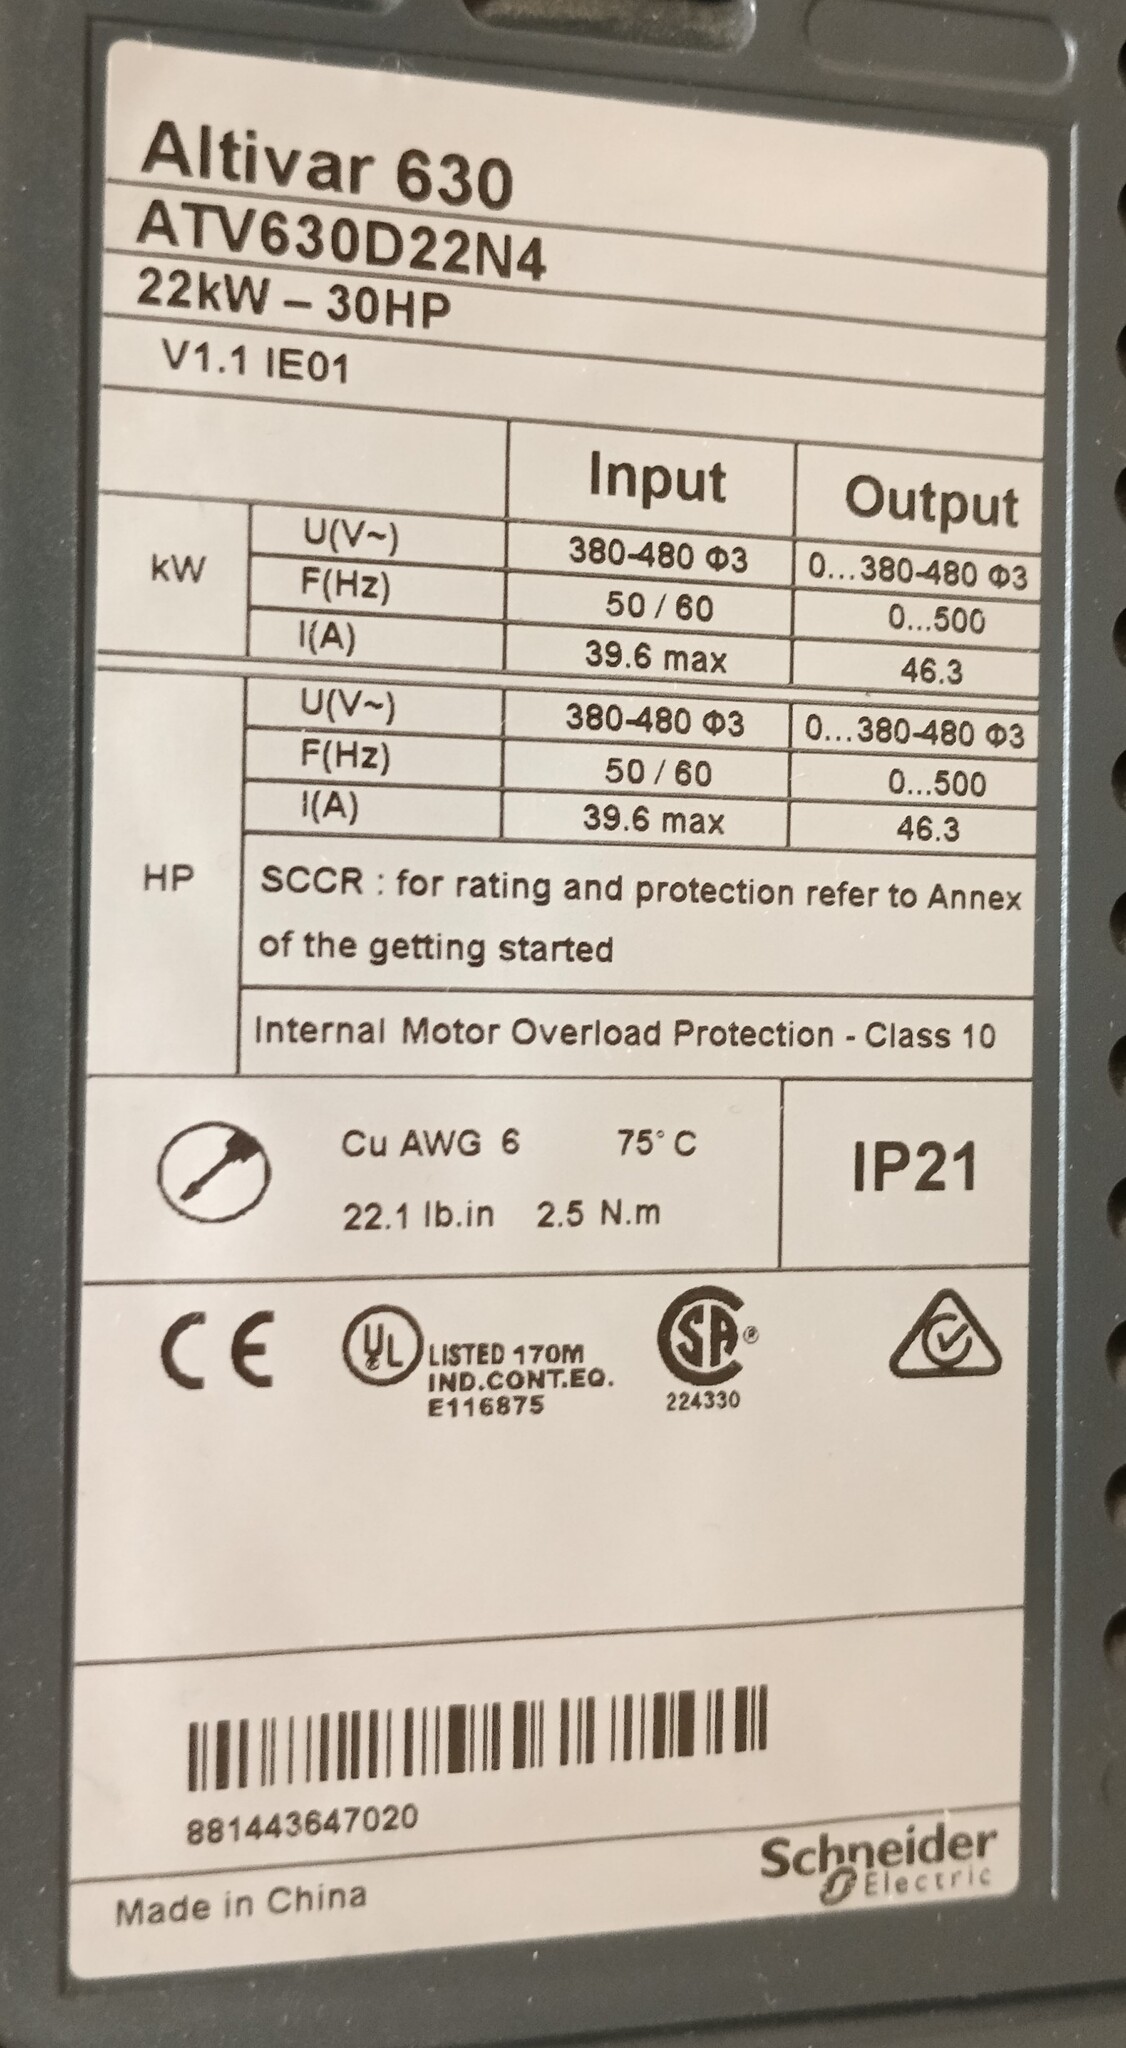 Altivar 630
ATV630D22N4
22kW – 30HP
V1.1 IE01
Input Output
kW
U(V~) 380-480 Φ3 0...380-480 Φ3
F(Hz) 50 / 60 0...500
I(A) 39.6 max 46.3
HP
U(V~) 380-480 Φ3 0...380-480 Φ3
F(Hz) 50 / 60 0...500
I(A) 39.6 max 46.3
SCCR : for rating and protection refer to Annex
of the getting started
Internal Motor Overload Protection - Class 10
Cu AWG 6 75°C
22.1 lb.in 2.5 N.m
IP21
CE
UL
LISTED 170M
IND.CONT.EQ.
E116875
SA®
224330
881443647020
Schneider
Electric
Made in China